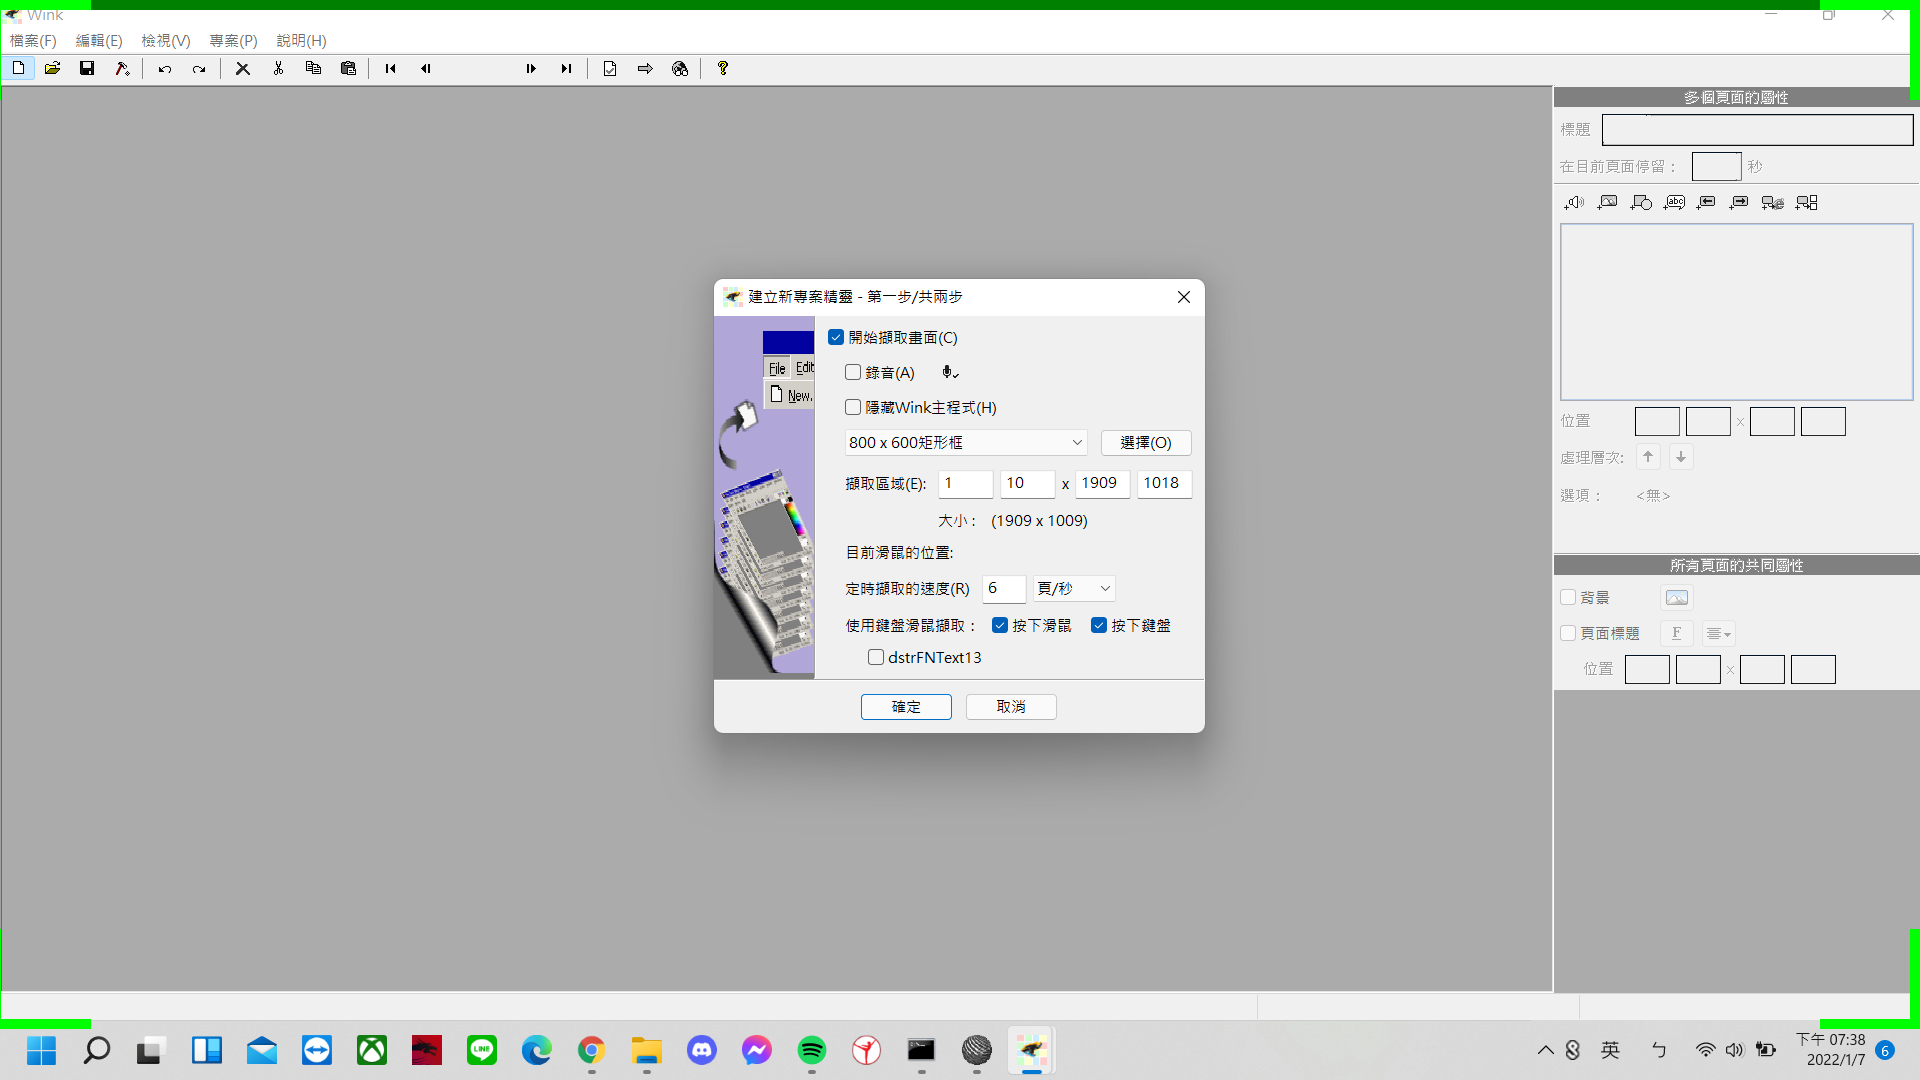 Wink
檔案(F) 編輯(E) 檢視(V) 專案(P) 說明(H)
多個頁面的屬性
標題
在目前頁面停留： 秒
abc
位置 x
處理層次:
選項： <無>
所有頁面的共同屬性
背景
頁面標題 F
位置 x
建立新專案精靈 - 第一步/共兩步
File Edit
New.
開始擷取畫面(C)
錄音(A)
隱藏Wink主程式(H)
800 x 600矩形框 選擇(O)
擷取區域(E): 1 10 x 1909 1018
大小： (1909 x 1009)
目前滑鼠的位置:
定時擷取的速度(R) 6 頁/秒
使用鍵盤滑鼠擷取： 按下滑鼠 按下鍵盤
dstrFNText13
確定 取消
LINE
英 ㄅ
下午 07:38
2022/1/7
6